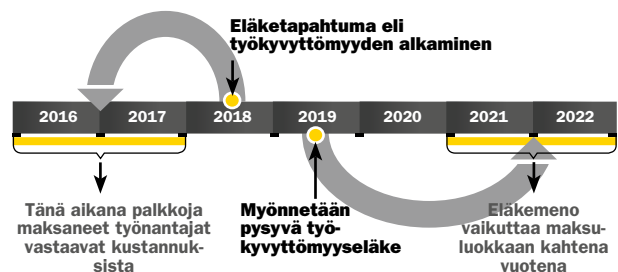 Eläketapahtuma eli
työkyvyttömyyden alkaminen
2016 2017 2018 2019 2020 2021 2022
Tänä aikana palkkoja
maksaneet työnantajat
vastaavat kustannuk-
sista
Myönnetään
pysyvä työ-
kyvyttömyyseläke
Eläkemeno
vaikuttaa maksu-
luokkaan kahtena
vuotena